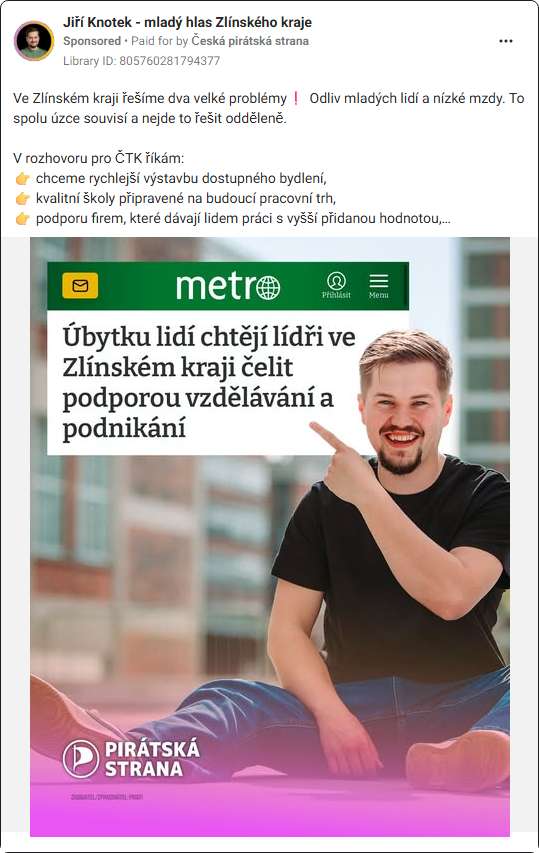 Jiří Knotek - mladý hlas Zlínského kraje
Sponsored • Paid for by Česká pirátská strana
Library ID: 805760281794377
Ve Zlínském kraji řešíme dva velké problémy❗ Odliv mladých lidí a nízké mzdy. To
spolu úzce souvisí a nejde to řešit odděleně.
V rozhovoru pro ČTK říkám:
👉 chceme rychlejší výstavbu dostupného bydlení,
👉 kvalitní školy připravené na budoucí pracovní trh,
👉 podporu firem, které dávají lidem práci s vyšší přidanou hodnotou,...
metro
Přihlásit
Menu
Úbytku lidí chtějí lídři ve
Zlínském kraji čelit
podporou vzdělávání a
podnikání
PIRÁTSKÁ
STRANA
ZADAVATEL/ZPRACOVATEL: PIRÁTI